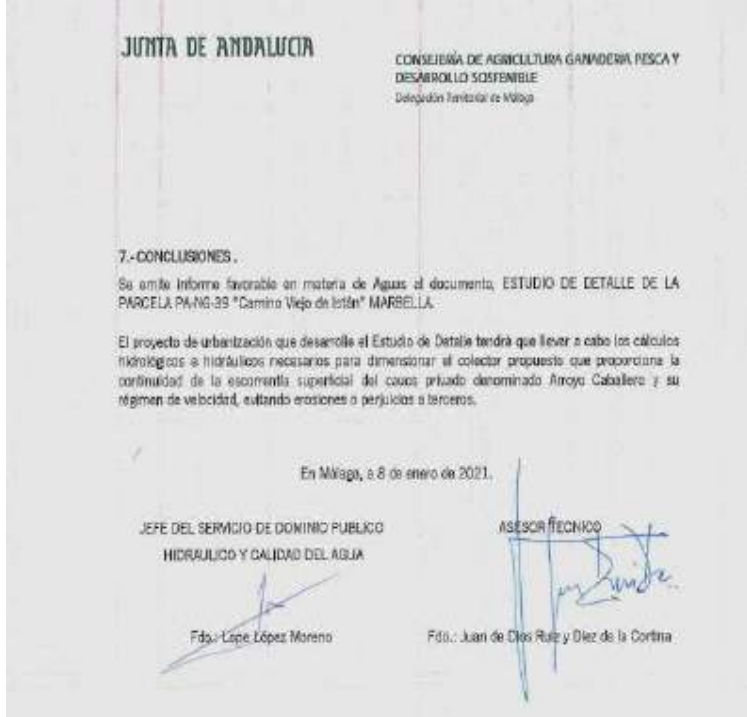 JUNTA DE ANDALUCIA
CONSEJERÍA DE AGRICULTURA GANADERIA PESCA Y
DESARROLLO SOSTENIBLE
Delegación Territorial de Málaga
7.-CONCLUSIONES.
Se emite informe favorable en materia de Aguas al documento, ESTUDIO DE DETALLE DE LA
PARCELA PA-NG-39 "Camino Viejo de Istán" MARBELLA.
El proyecto de urbanización que desarrolle el Estudio de Detalle tendrá que llevar a cabo los cálculos
hidrológicos e hidráulicos necesarios para dimensionar el colector propuesto que proporciona la
continuidad de la escorrentía superficial del cauce privado denominado Arroyo Caballero y su
régimen de velocidad, evitando erosiones o perjuicios a terceros.
En Málaga, a 8 de enero de 2021.
JEFE DEL SERVICIO DE DOMINIO PUBLICO
HIDRAULICO Y CALIDAD DEL AGUA
ASESOR TECNICO
Fdo.: Lope López Moreno
Fdo.: Juan de Dios Ruiz y Diez de la Cortina